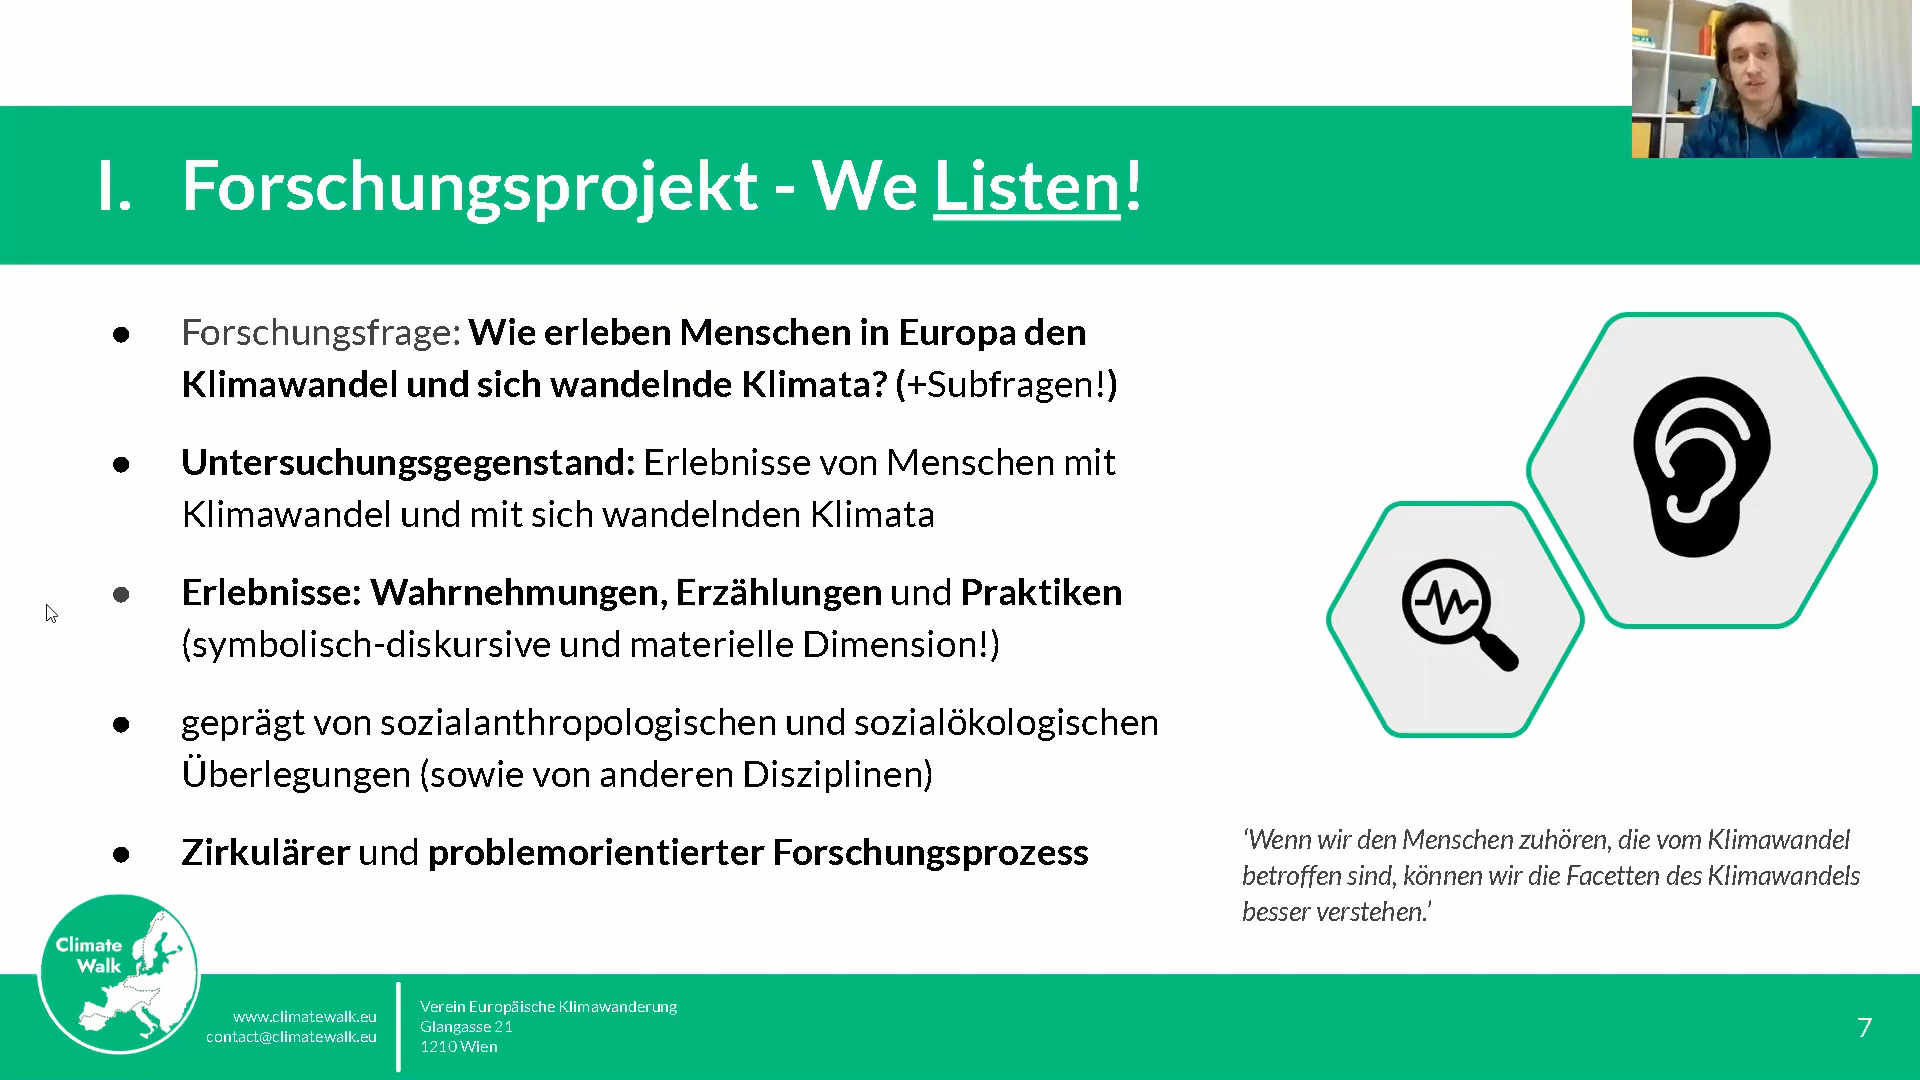 I. Forschungsprojekt - We Listen!
● Forschungsfrage: Wie erleben Menschen in Europa den
Klimawandel und sich wandelnde Klimata? (+Subfragen!)
● Untersuchungsgegenstand: Erlebnisse von Menschen mit
Klimawandel und mit sich wandelnden Klimata
● Erlebnisse: Wahrnehmungen, Erzählungen und Praktiken
(symbolisch-diskursive und materielle Dimension!)
● geprägt von sozialanthropologischen und sozialökologischen
Überlegungen (sowie von anderen Disziplinen)
● Zirkulärer und problemorientierter Forschungsprozess
‘Wenn wir den Menschen zuhören, die vom Klimawandel
betroffen sind, können wir die Facetten des Klimawandels
besser verstehen.’
Climate
Walk
www.climatewalk.eu
contact@climatewalk.eu
Verein Europäische Klimawanderung
Glangasse 21
1210 Wien
7